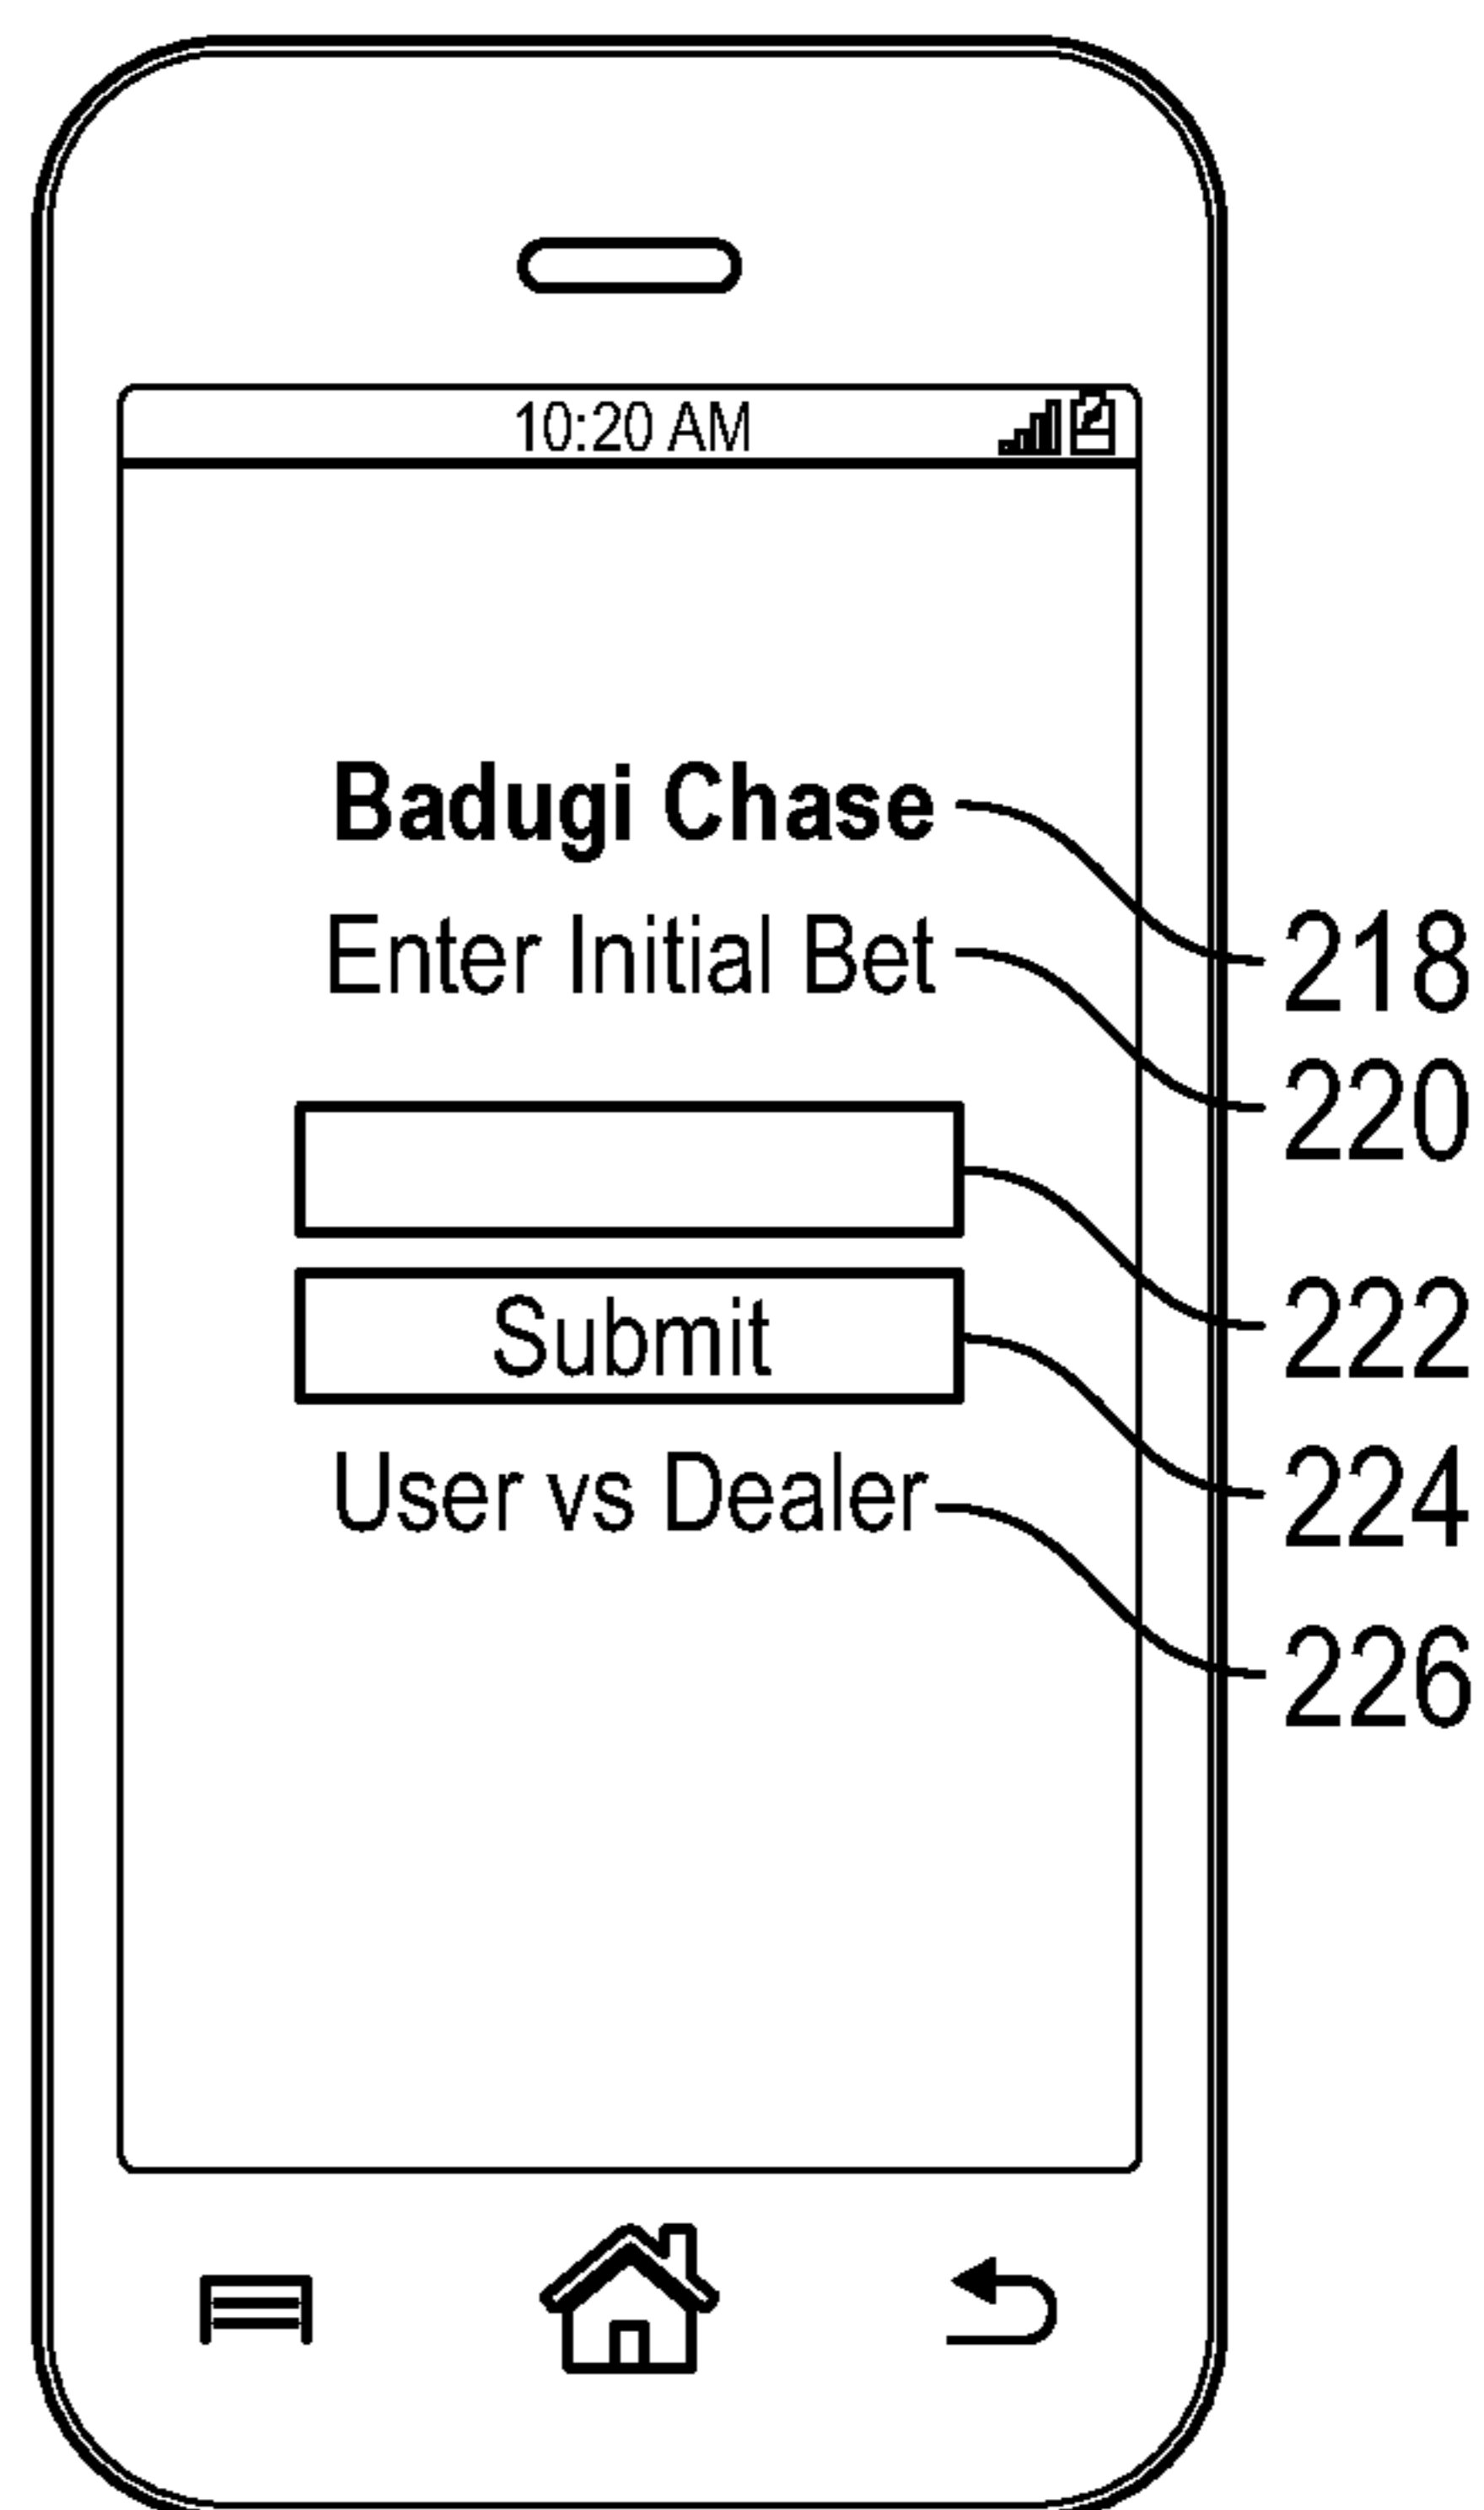 10:20 AM
Badugi Chase
218
Enter Initial Bet
220
222
Submit
224
User vs Dealer
226